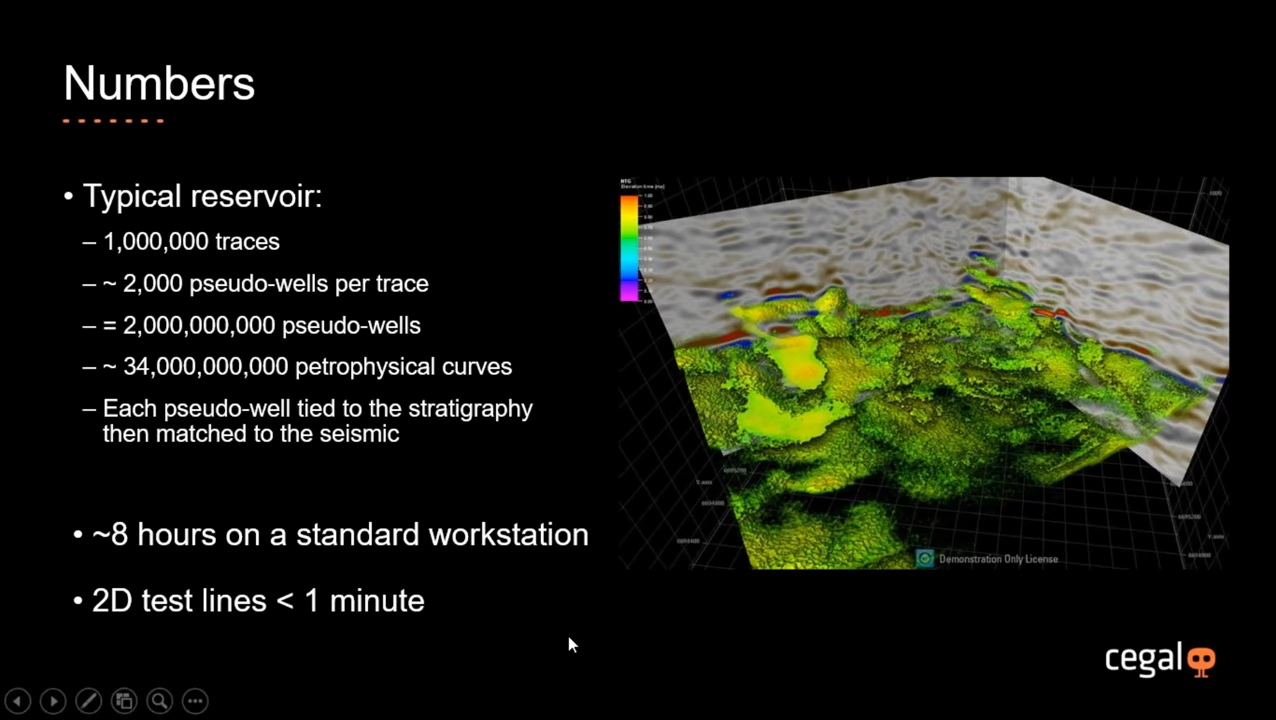 Numbers
• Typical reservoir:
– 1,000,000 traces
– ~ 2,000 pseudo-wells per trace
– = 2,000,000,000 pseudo-wells
– ~ 34,000,000,000 petrophysical curves
– Each pseudo-well tied to the stratigraphy
then matched to the seismic
• ~8 hours on a standard workstation
• 2D test lines < 1 minute
NTG
Demonstration Only License
cegal